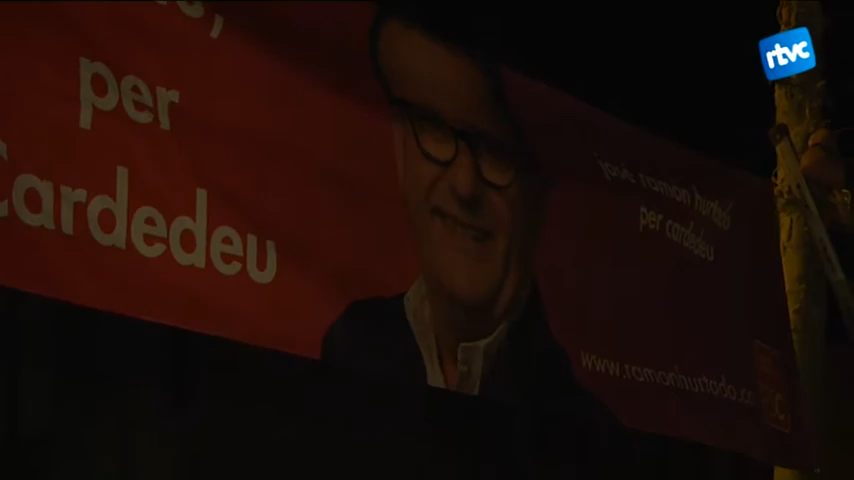 per
Cardedeu
josé ramon hurtado
per cardedeu
www.ramonhurtado.c
rtvc